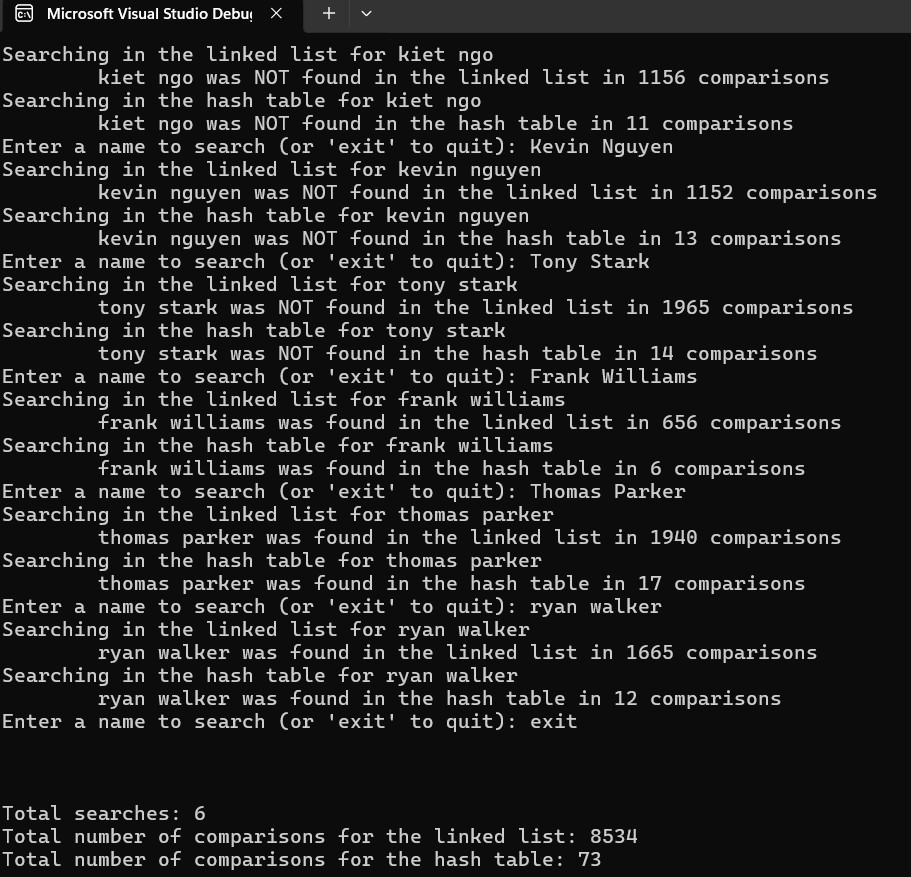 Microsoft Visual Studio Debu
Searching in the linked list for kiet ngo
kiet ngo was NOT found in the linked list in 1156 comparisons
Searching in the hash table for kiet ngo
kiet ngo was NOT found in the hash table in 11 comparisons
Enter a name to search (or 'exit' to quit): Kevin Nguyen
Searching in the linked list for kevin nguyen
kevin nguyen was NOT found in the linked list in 1152 comparisons
Searching in the hash table for kevin nguyen
kevin nguyen was NOT found in the hash table in 13 comparisons
Enter a name to search (or 'exit' to quit): Tony Stark
Searching in the linked list for tony stark
tony stark was NOT found in the linked list in 1965 comparisons
Searching in the hash table for tony stark
tony stark was NOT found in the hash table in 14 comparisons
Enter a name to search (or 'exit' to quit): Frank Williams
Searching in the linked list for frank williams
frank williams was found in the linked list in 656 comparisons
Searching in the hash table for frank williams
frank williams was found in the hash table in 6 comparisons
Enter a name to search (or 'exit' to quit): Thomas Parker
Searching in the linked list for thomas parker
thomas parker was found in the linked list in 1940 comparisons
Searching in the hash table for thomas parker
thomas parker was found in the hash table in 17 comparisons
Enter a name to search (or 'exit' to quit): ryan walker
Searching in the linked list for ryan walker
ryan walker was found in the linked list in 1665 comparisons
Searching in the hash table for ryan walker
ryan walker was found in the hash table in 12 comparisons
Enter a name to search (or 'exit' to quit): exit
Total searches: 6
Total number of comparisons for the linked list: 8534
Total number of comparisons for the hash table: 73